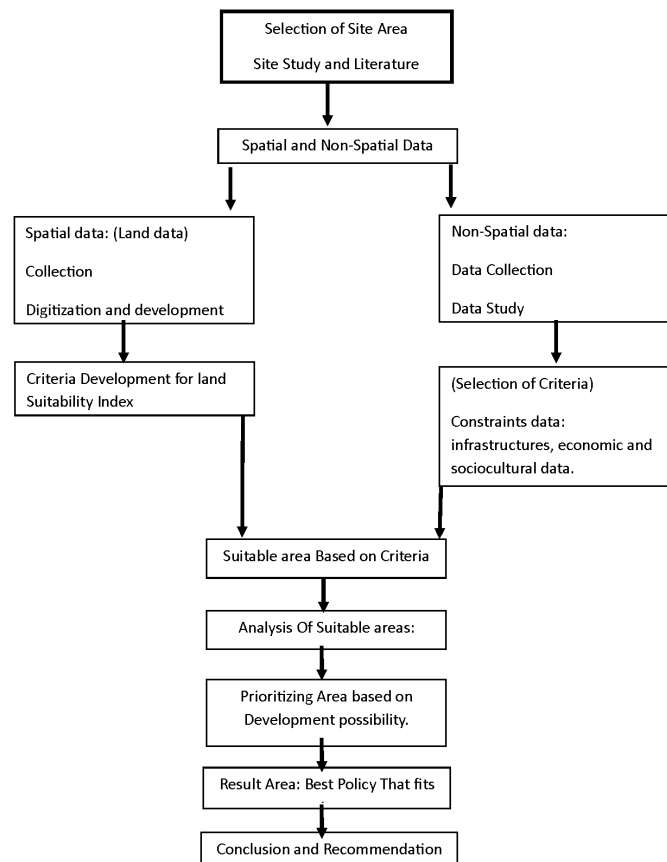 Selection of Site Area
Site Study and Literature
Spatial and Non-Spatial Data
Spatial data: (Land data)
Collection
Digitization and development
Non-Spatial data:
Data Collection
Data Study
Criteria Development for land
Suitability Index
(Selection of Criteria)
Constraints data:
infrastructures, economic and
sociocultural data.
Suitable area Based on Criteria
Analysis Of Suitable areas:
Prioritizing Area based on
Development possibility.
Result Area: Best Policy That fits
.
Conclusion and Recommendation